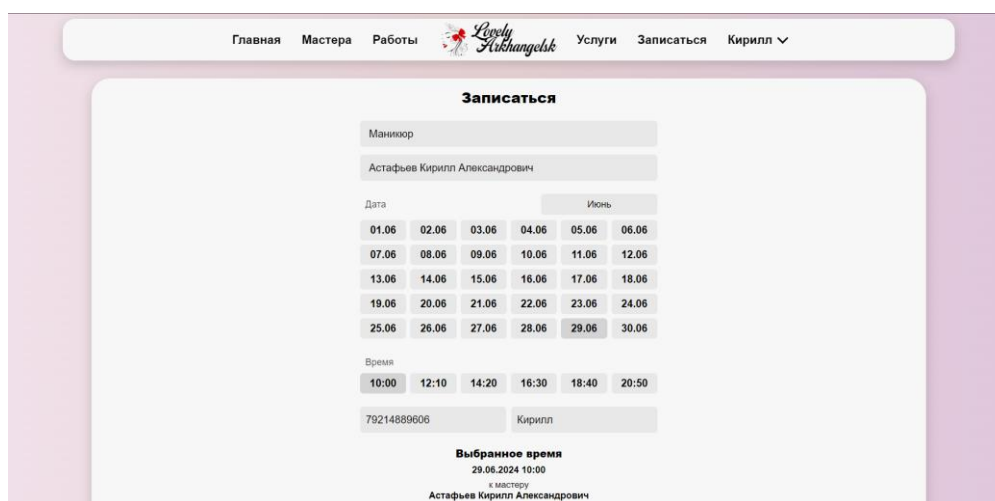 Главная Мастера Работы Lovely Arkhangelsk Услуги Записаться Кирилл
Записаться
Маникюр
Астафьев Кирилл Александрович
Дата Июнь
01.06 02.06 03.06 04.06 05.06 06.06
07.06 08.06 09.06 10.06 11.06 12.06
13.06 14.06 15.06 16.06 17.06 18.06
19.06 20.06 21.06 22.06 23.06 24.06
25.06 26.06 27.06 28.06 29.06 30.06
Время
10:00 12:10 14:20 16:30 18:40 20:50
79214889606 Кирилл
Выбранное время
29.06.2024 10:00
к мастеру
Астафьев Кирилл Александрович